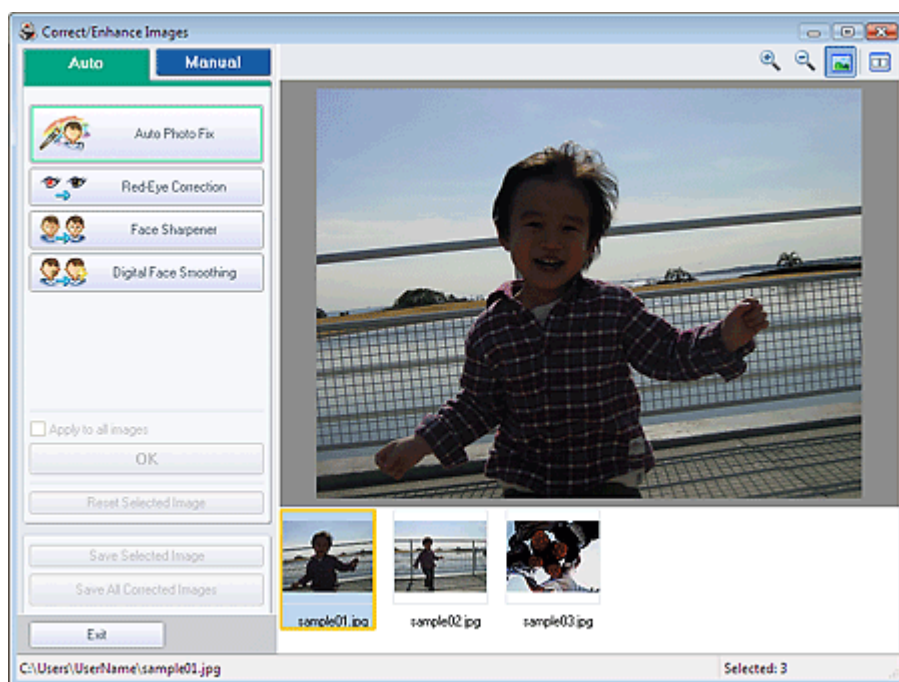 Correct/Enhance Images
Auto
Manual
Auto Photo Fix
Red-Eye Correction
Face Sharpener
Digital Face Smoothing
Apply to all images
OK
Reset Selected Image
Save Selected Image
Save All Corrected Images
Exit
sample01.jpg
sample02.jpg
sample03.jpg
C:\Users\UserName\sample01.jpg
Selected: 3